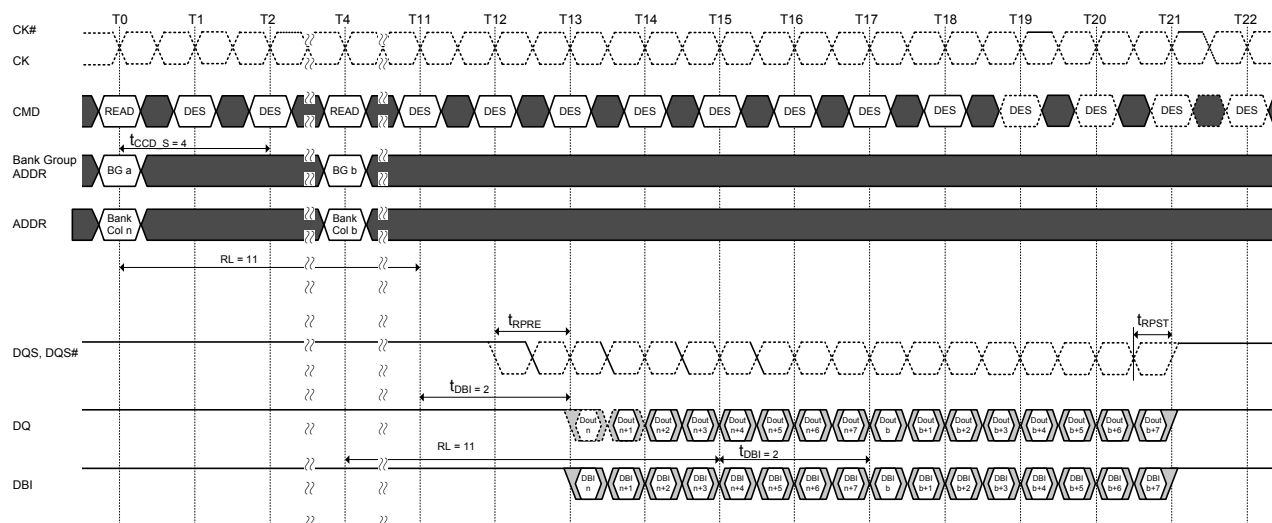 T0 T1 T2 T4 T11 T12 T13 T14 T15 T16 T17 T18 T19 T20 T21 T22
CK#
CK
CMD READ DES DES READ DES DES DES DES DES DES DES DES DES DES DES DES
tCCD_S = 4
Bank Group
ADDR
BG a BG b
ADDR
Bank
Col n
Bank
Col b
RL = 11
tRPRE tRPST
DQS, DQS#
tDBI = 2
DQ
Dout Dout Dout Dout Dout Dout Dout Dout Dout Dout Dout Dout Dout Dout Dout Dout
n n+1 n+2 n+3 n+4 n+5 n+6 n+7 b b+1 b+2 b+3 b+4 b+5 b+6 b+7
RL = 11 tDBI = 2
DBI
DBI DBI DBI DBI DBI DBI DBI DBI DBI DBI DBI DBI DBI DBI DBI DBI
n n+1 n+2 n+3 n+4 n+5 n+6 n+7 b b+1 b+2 b+3 b+4 b+5 b+6 b+7